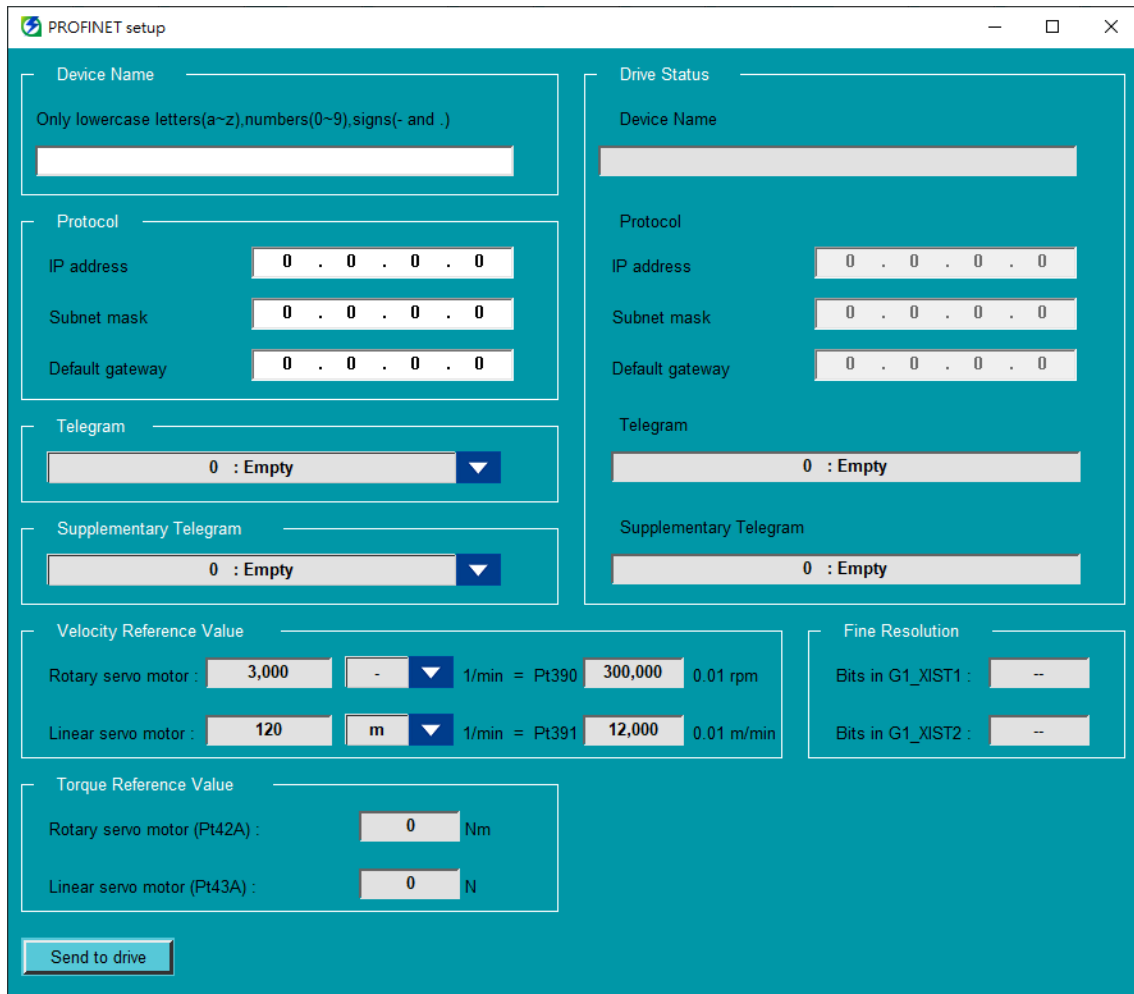 PROFINET setup
Device Name
Only lowercase letters(a~z),numbers(0~9),signs(- and .)
Protocol
IP address 0 . 0 . 0 . 0
Subnet mask 0 . 0 . 0 . 0
Default gateway 0 . 0 . 0 . 0
Telegram
0 : Empty
Supplementary Telegram
0 : Empty
Drive Status
Device Name
Protocol
IP address 0 . 0 . 0 . 0
Subnet mask 0 . 0 . 0 . 0
Default gateway 0 . 0 . 0 . 0
Telegram
0 : Empty
Supplementary Telegram
0 : Empty
Velocity Reference Value
Rotary servo motor : 3,000 - 1/min = Pt390 300,000 0.01 rpm
Linear servo motor : 120 m 1/min = Pt391 12,000 0.01 m/min
Fine Resolution
Bits in G1_XIST1 : --
Bits in G1_XIST2 : --
Torque Reference Value
Rotary servo motor (Pt42A) : 0 Nm
Linear servo motor (Pt43A) : 0 N
Send to drive